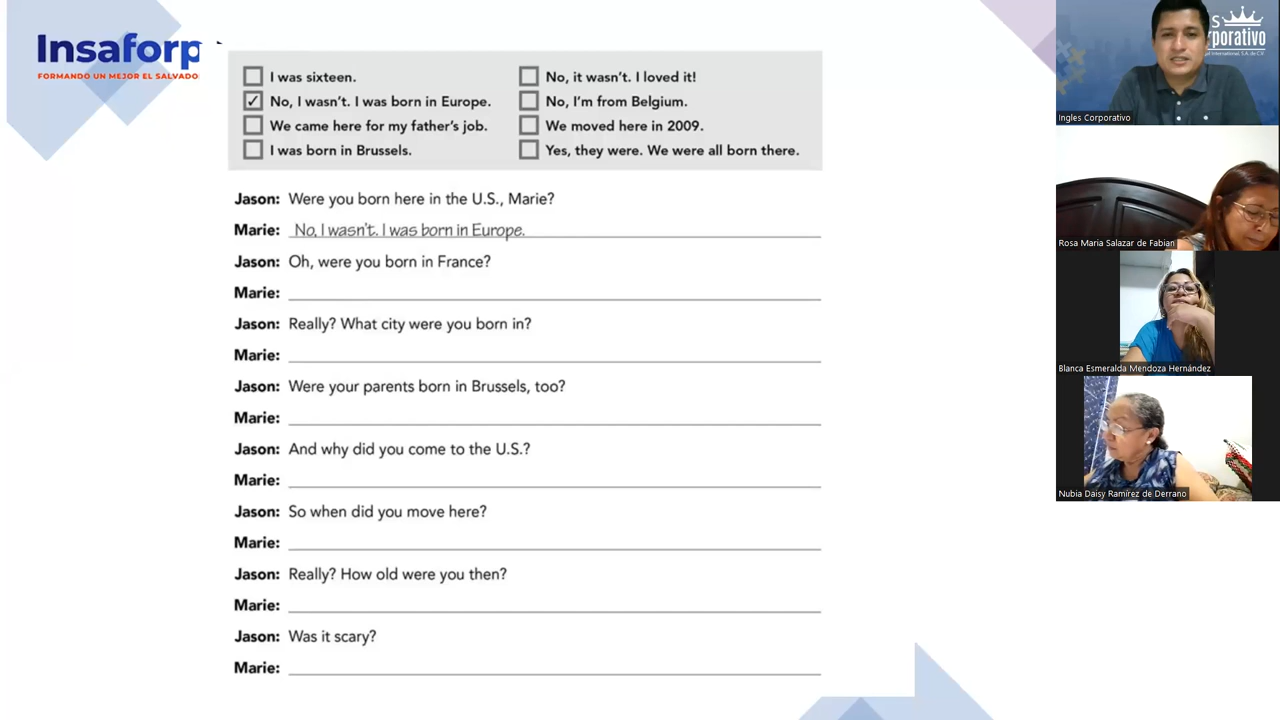 Insaforp
FORMANDO UN MEJOR EL SALVADO
I was sixteen.
No, I wasn't. I was born in Europe.
We came here for my father's job.
I was born in Brussels.
No, it wasn't. I loved it!
No, I'm from Belgium.
We moved here in 2009.
Yes, they were. We were all born there.
Jason: Were you born here in the U.S., Marie?
Marie: No, I wasn't. I was born in Europe.
Jason: Oh, were you born in France?
Marie:
Jason: Really? What city were you born in?
Marie:
Jason: Were your parents born in Brussels, too?
Marie:
Jason: And why did you come to the U.S.?
Marie:
Jason: So when did you move here?
Marie:
Jason: Really? How old were you then?
Marie:
Jason: Was it scary?
Marie:
Ingles Corporativo
Rosa Maria Salazar de Fabian
Blanca Esmeralda Mendoza Hernández
Nubia Daisy Ramírez de Derrano